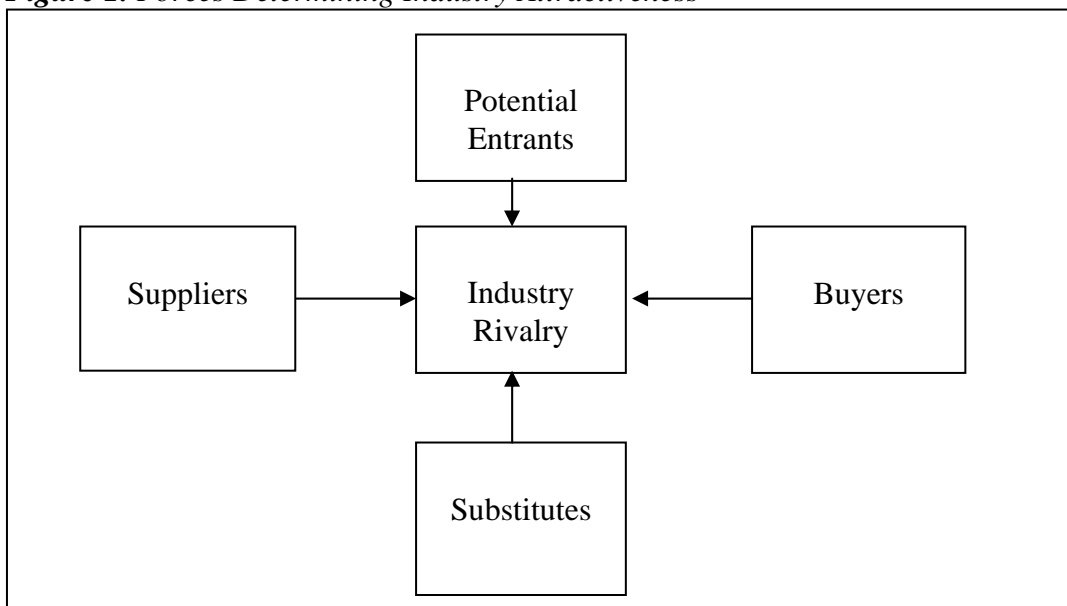 Figure 1. Forces Determining Industry Attractiveness
Potential
Entrants
Suppliers
Industry
Rivalry
Buyers
Substitutes